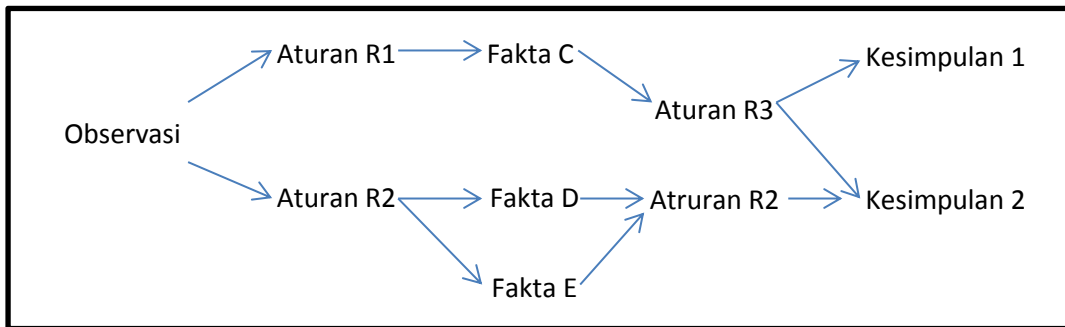 Aturan R1
Fakta C
Kesimpulan 1
Aturan R3
Observasi
Aturan R2
Fakta D
Atruran R2
Kesimpulan 2
Fakta E